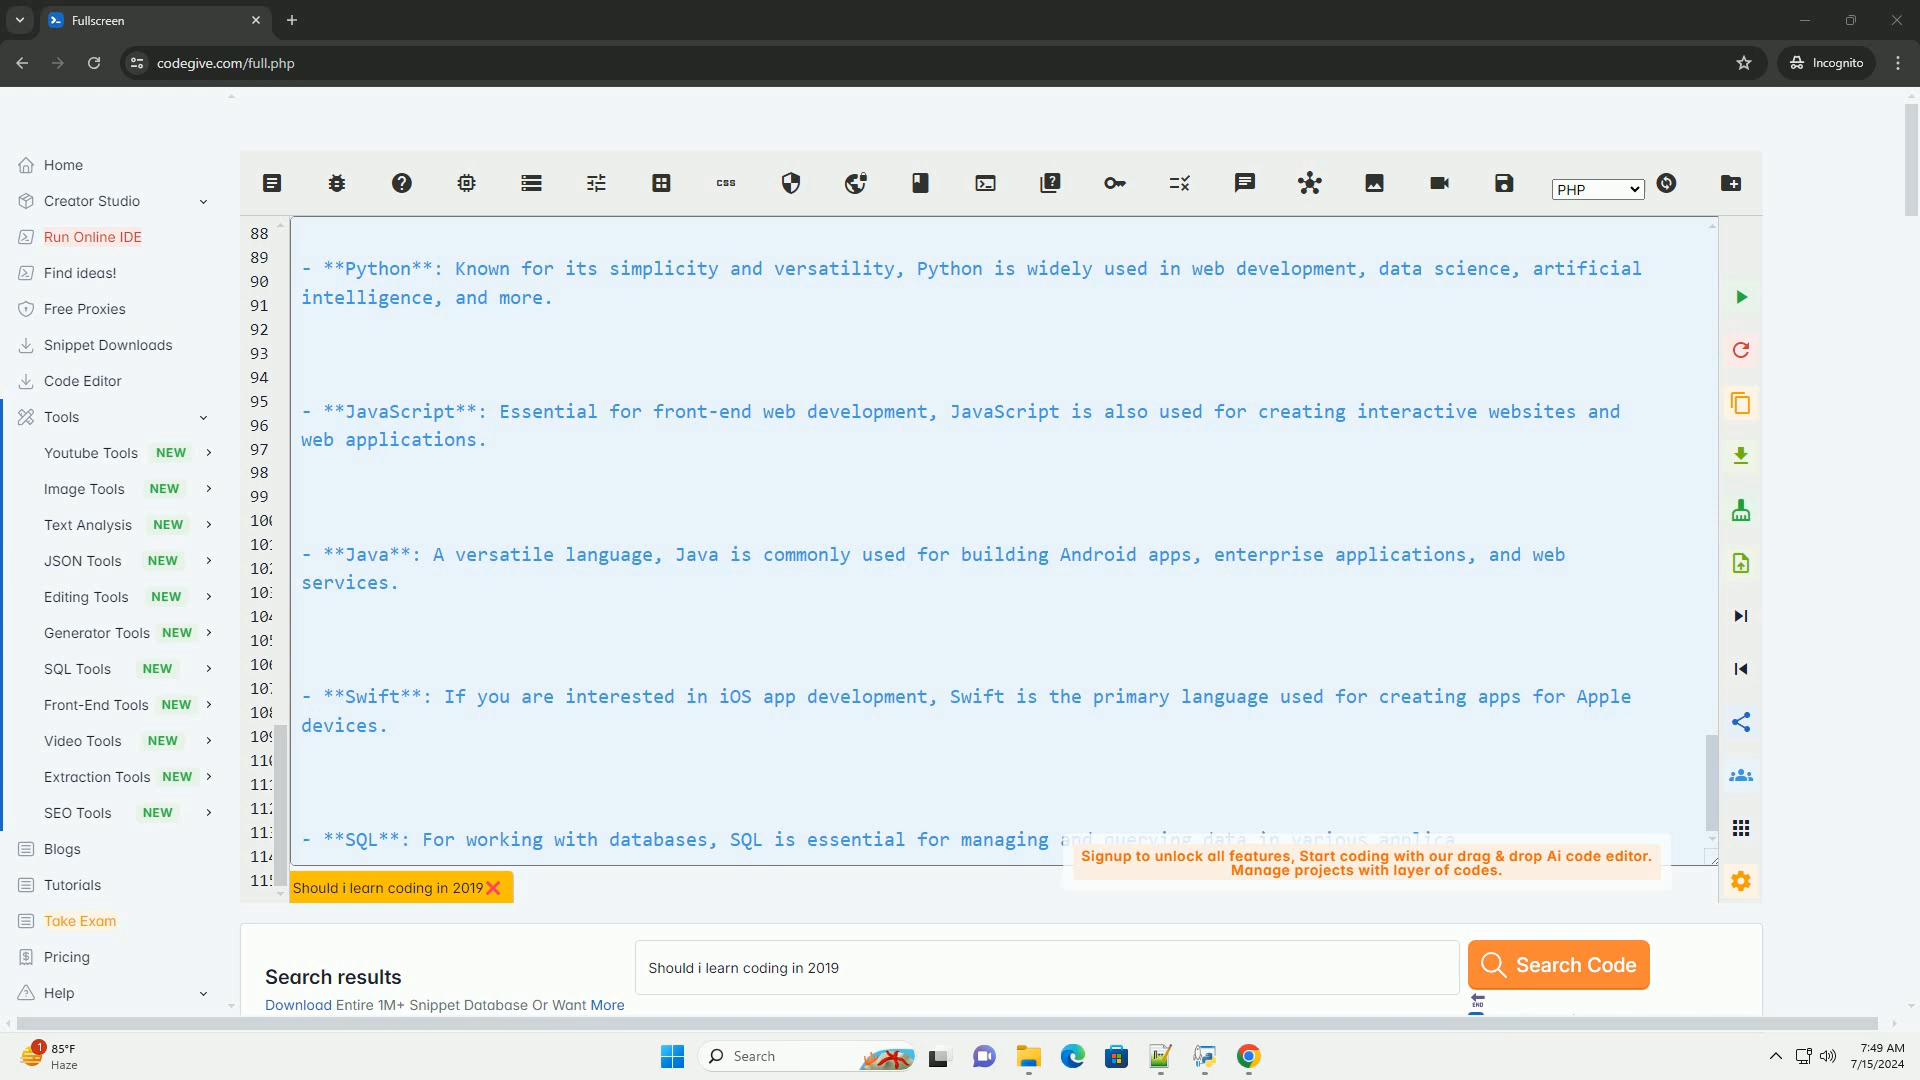 Fullscreen
codegive.com/full.php
Incognito
Home
Creator Studio
Run Online IDE
Find ideas!
Free Proxies
Snippet Downloads
Code Editor
Tools
Youtube Tools NEW
Image Tools NEW
Text Analysis NEW
JSON Tools NEW
Editing Tools NEW
Generator Tools NEW
SQL Tools NEW
Front-End Tools NEW
Video Tools NEW
Extraction Tools NEW
SEO Tools NEW
Blogs
Tutorials
Take Exam
Pricing
Help
css
PHP
88
89
90
91
92
93
94
95
96
97
98
99
- **Python**: Known for its simplicity and versatility, Python is widely used in web development, data science, artificial
intelligence, and more.
- **JavaScript**: Essential for front-end web development, JavaScript is also used for creating interactive websites and
web applications.
- **Java**: A versatile language, Java is commonly used for building Android apps, enterprise applications, and web
services.
- **Swift**: If you are interested in iOS app development, Swift is the primary language used for creating apps for Apple
devices.
- **SQL**: For working with databases, SQL is essential for managing and querying data in various applica
Signup to unlock all features, Start coding with our drag & drop Ai code editor.
Manage projects with layer of codes.
Should i learn coding in 2019
Search results
Should i learn coding in 2019
Search Code
Download Entire 1M+ Snippet Database Or Want More
END
1
85°F
Haze
Search
7:49 AM
7/15/2024